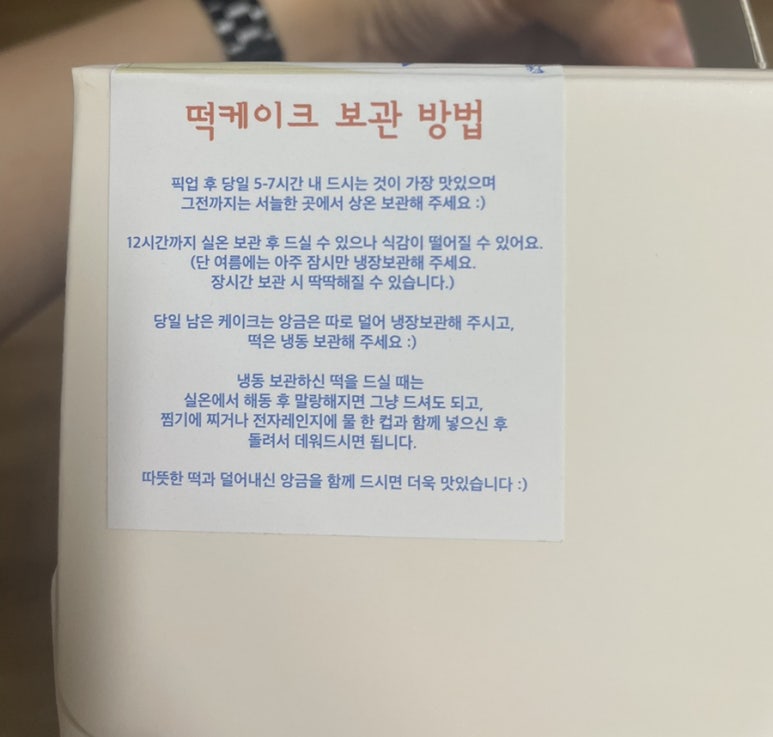 떡케이크 보관 방법
픽업 후 당일 5-7시간 내 드시는 것이 가장 맛있으며
그전까지는 서늘한 곳에서 상온 보관해 주세요 :)
12시간까지 실온 보관 후 드실 수 있으나 식감이 떨어질 수 있어요.
(단 여름에는 아주 잠시만 냉장보관해 주세요.
장시간 보관 시 딱딱해질 수 있습니다.)
당일 남은 케이크는 앙금은 따로 덜어 냉장보관해 주시고,
떡은 냉동 보관해 주세요 :)
냉동 보관하신 떡을 드실 때는
실온에서 해동 후 말랑해지면 그냥 드셔도 되고,
찜기에 찌거나 전자레인지에 물 한 컵과 함께 넣으신 후
돌려서 데워드시면 됩니다.
따뜻한 떡과 덜어내신 앙금을 함께 드시면 더욱 맛있습니다 :)